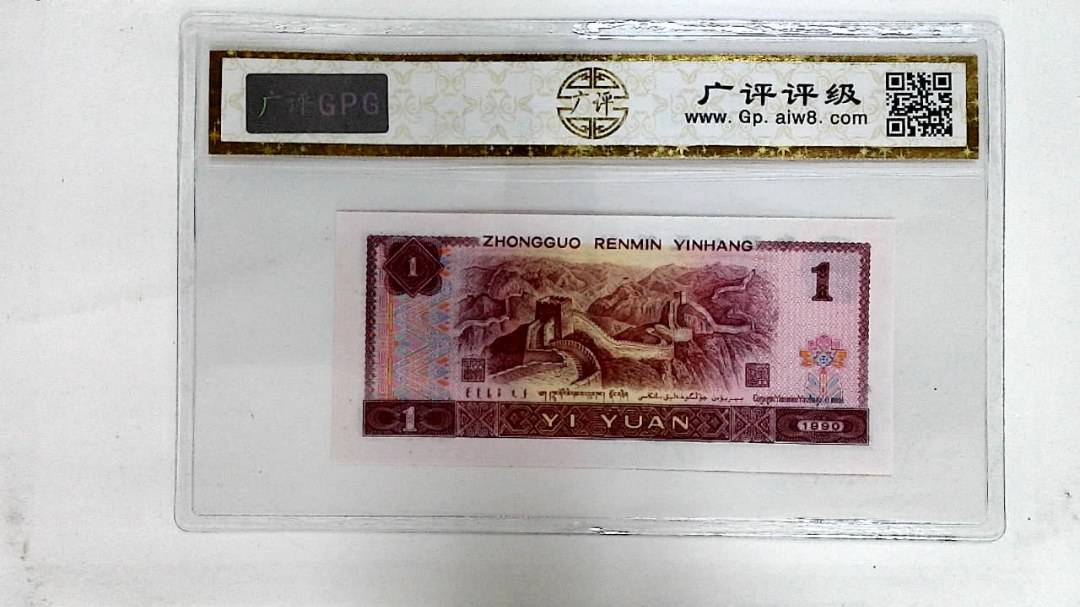 广评GPG
广评
广评评级
www.Gp.aiw8.com
ZHONGGUO RENMIN YINHANG
1
1
1
YI YUAN
1990